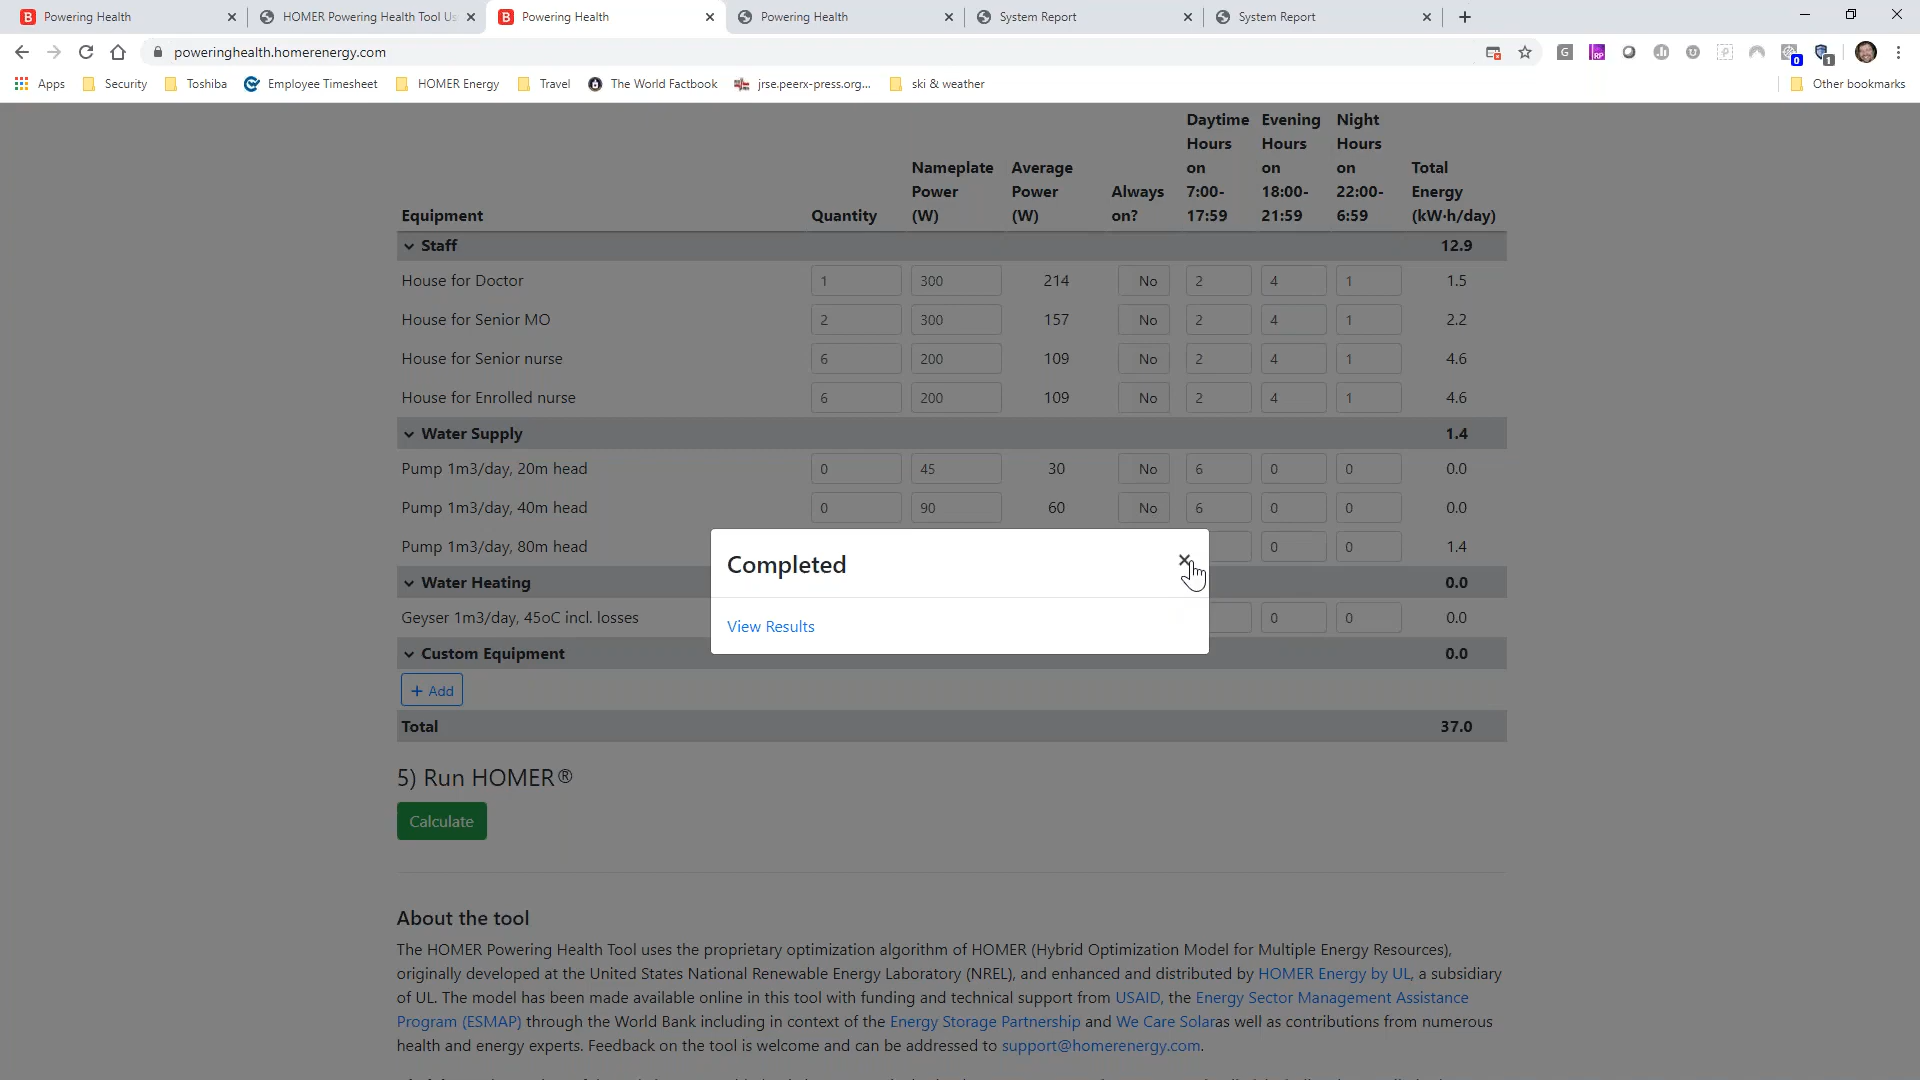 Powering Health
HOMER Powering Health Tool Us
Powering Health
Powering Health
System Report
System Report
poweringhealth.homerenergy.com
Apps
Security
Toshiba
Employee Timesheet
HOMER Energy
Travel
The World Factbook
jrse.peerx-press.org...
ski & weather
Other bookmarks
Equipment
Quantity
Nameplate Power (W)
Average Power (W)
Always on?
Daytime Hours on 7:00-17:59
Evening Hours on 18:00-21:59
Night Hours on 22:00-6:59
Total Energy (kW·h/day)
Staff 12.9
House for Doctor 1 300 214 No 2 4 1 1.5
House for Senior MO 2 300 157 No 2 4 1 2.2
House for Senior nurse 6 200 109 No 2 4 1 4.6
House for Enrolled nurse 6 200 109 No 2 4 1 4.6
Water Supply 1.4
Pump 1m3/day, 20m head 0 45 30 No 6 0 0 0.0
Pump 1m3/day, 40m head 0 90 60 No 6 0 0 0.0
Pump 1m3/day, 80m head 0 0 1.4
Water Heating 0.0
Geyser 1m3/day, 45oC incl. losses 0 0 0.0
Custom Equipment 0.0
+ Add
Total 37.0
Completed
×
View Results
5) Run HOMER®
Calculate
About the tool
The HOMER Powering Health Tool uses the proprietary optimization algorithm of HOMER (Hybrid Optimization Model for Multiple Energy Resources),
originally developed at the United States National Renewable Energy Laboratory (NREL), and enhanced and distributed by HOMER Energy by UL, a subsidiary
of UL. The model has been made available online in this tool with funding and technical support from USAID, the Energy Sector Management Assistance
Program (ESMAP) through the World Bank including in context of the Energy Storage Partnership and We Care Solaras well as contributions from numerous
health and energy experts. Feedback on the tool is welcome and can be addressed to support@homerenergy.com.